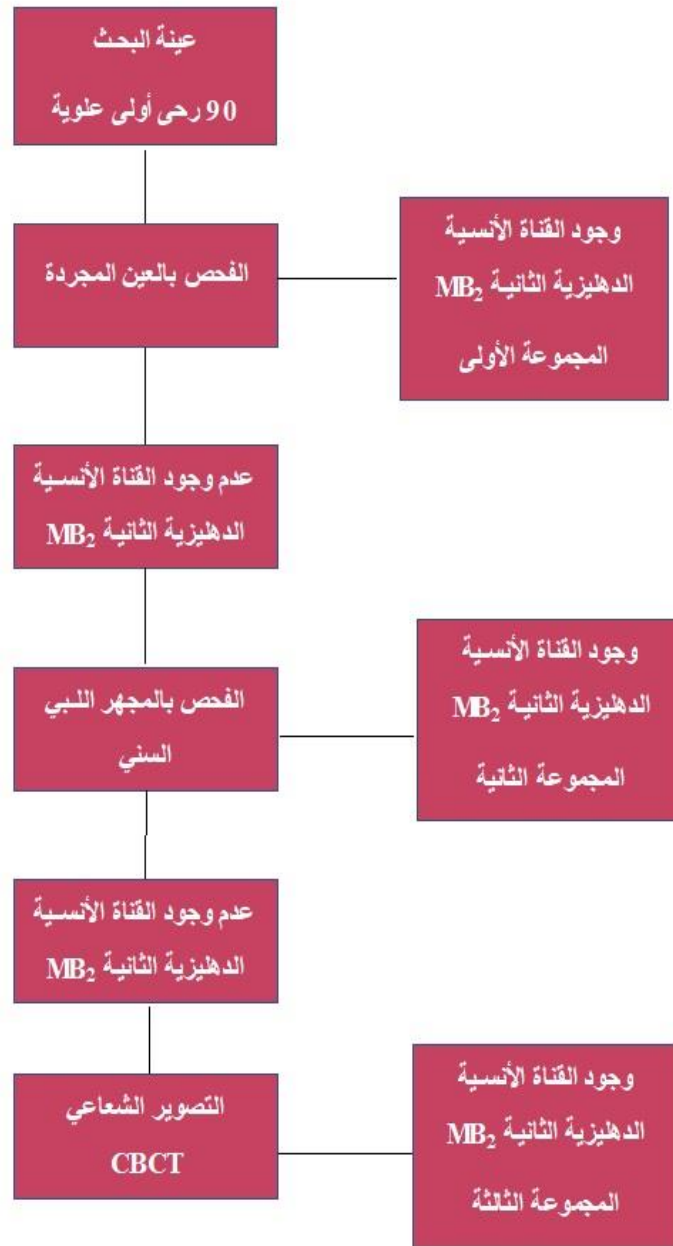 عينة البحث
90 رحى أولى علوية
الفحص بالعين المجردة
وجود القناة الأنسية
الدهليزية الثانية MB₂
المجموعة الأولى
عدم وجود القناة الأنسية
الدهليزية الثانية MB₂
الفحص بالمجهر اللبي
السني
وجود القناة الأنسية
الدهليزية الثانية MB₂
المجموعة الثانية
عدم وجود القناة الأنسية
الدهليزية الثانية MB₂
التصوير الشعاعي
CBCT
وجود القناة الأنسية
الدهليزية الثانية MB₂
المجموعة الثالثة